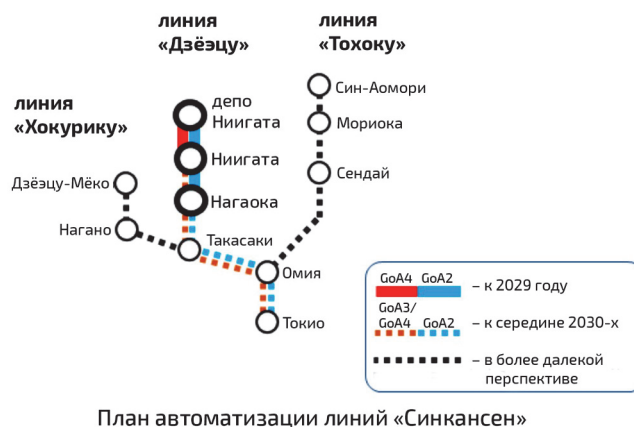 линия
«Дзёэцу»
линия
«Тохоку»
линия
«Хокурику»
депо
Ниигата
Ниигата
Нагаока
Син-Аомори
Мориока
Сендай
Дзёэцу-Мёко
Нагано
Такасаки
Омия
Токио
GoA4 GoA2 – к 2029 году
GoA3/
GoA4 GoA2 – к середине 2030-х
– в более далекой
перспективе
План автоматизации линий «Синкансен»